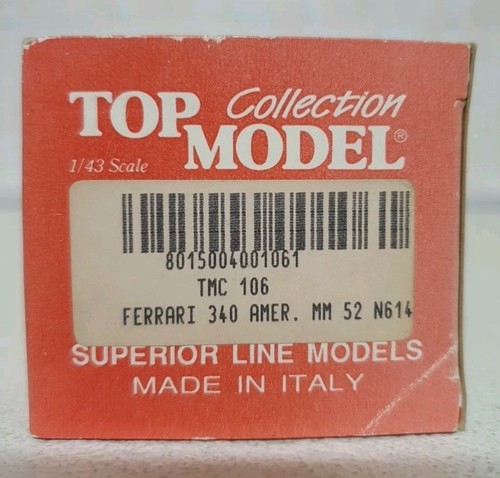 TOP Collection
1/43 Scale MODEL®
8015004001061
TMC 106
FERRARI 340 AMER. MM 52 N614
SUPERIOR LINE MODELS
MADE IN ITALY